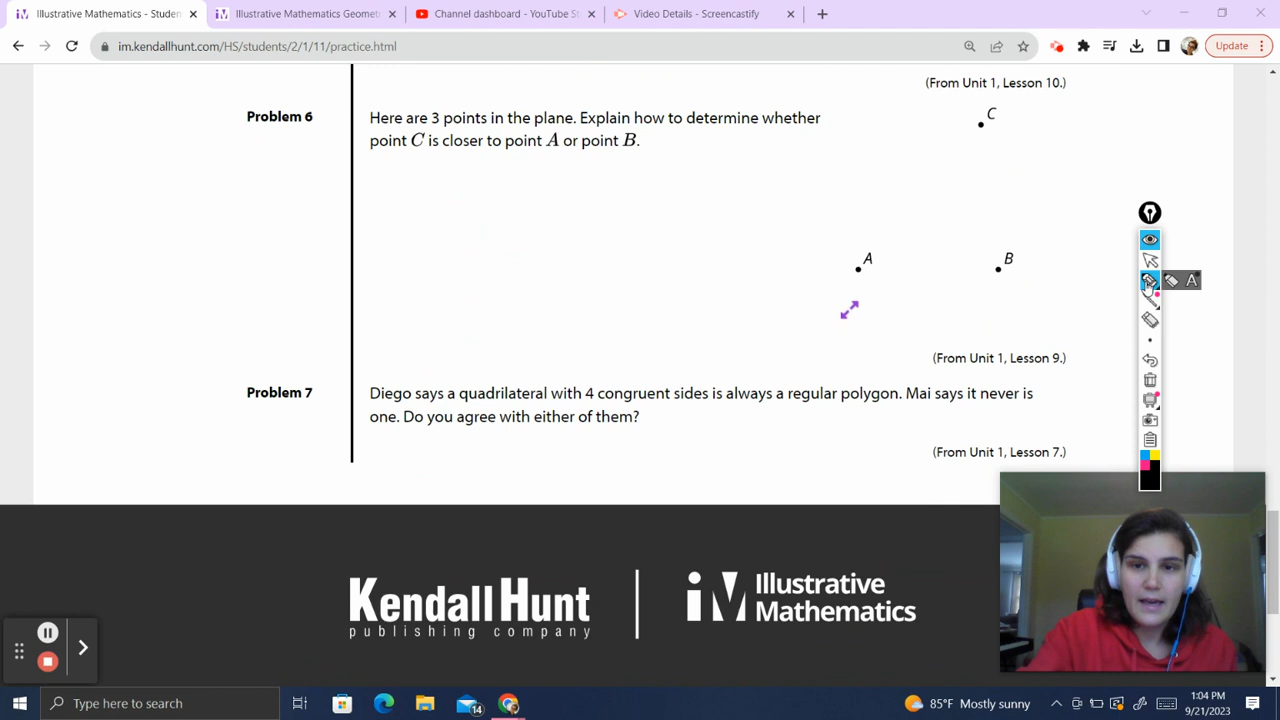 Illustrative Mathematics - Studen
Illustrative Mathematics Geomet
Channel dashboard - YouTube St
Video Details - Screencastify
im.kendallhunt.com/HS/students/2/1/11/practice.html
Update
(From Unit 1, Lesson 10.)
Problem 6
Here are 3 points in the plane. Explain how to determine whether
point C is closer to point A or point B.
C
A
B
A
(From Unit 1, Lesson 9.)
Problem 7
Diego says a quadrilateral with 4 congruent sides is always a regular polygon. Mai says it never is
one. Do you agree with either of them?
(From Unit 1, Lesson 7.)
KendallHunt
publishing company
iM Illustrative
Mathematics
Type here to search
14
85°F Mostly sunny
1:04 PM
9/21/2023